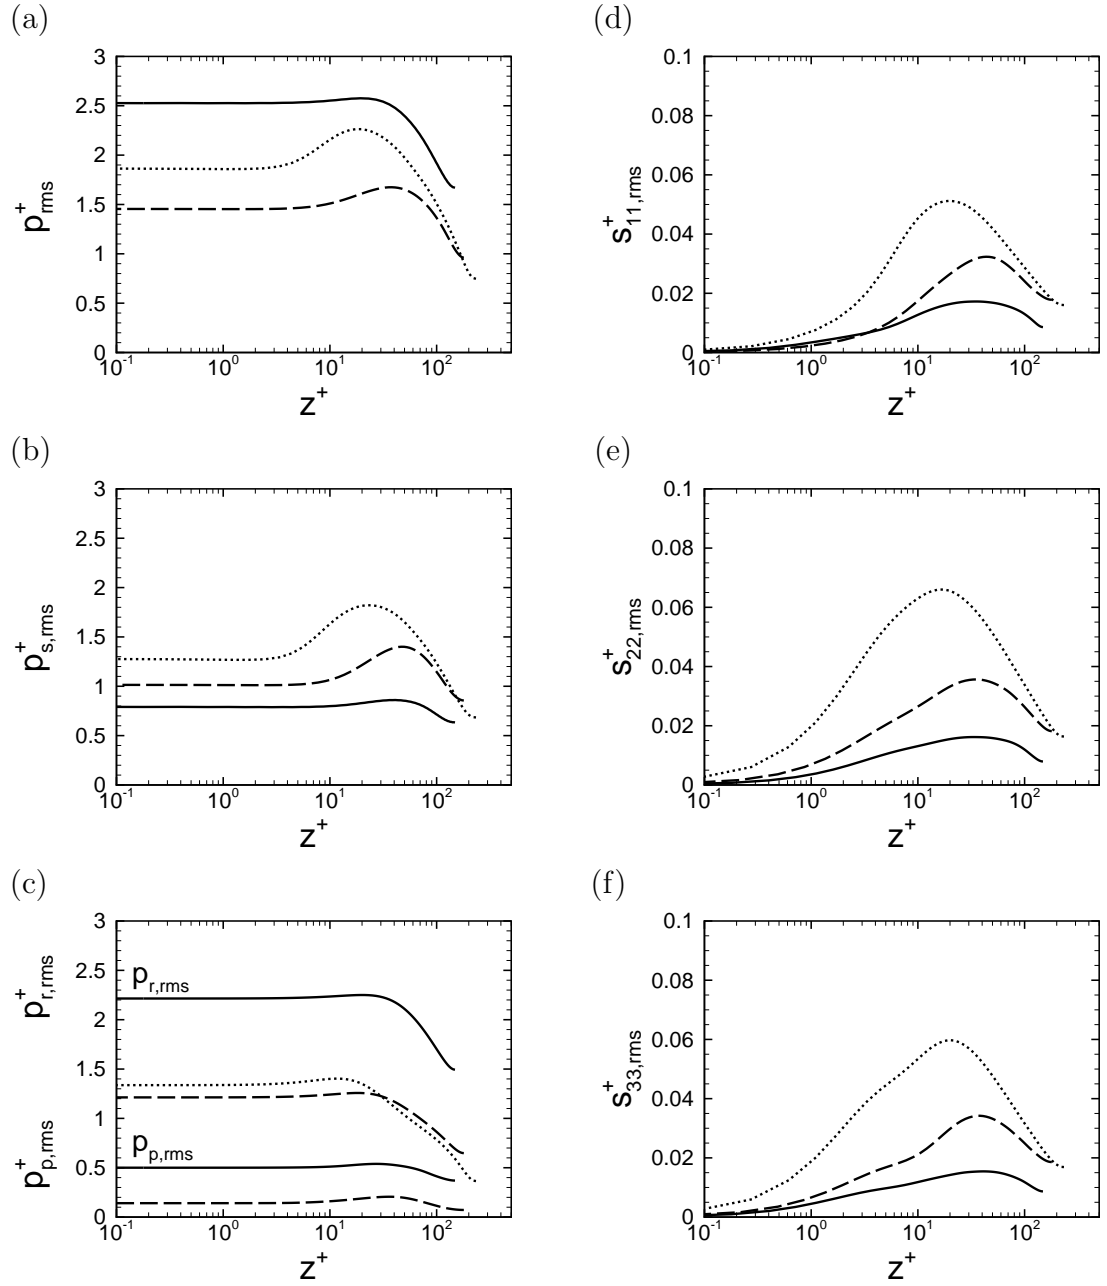 (a)
3
2.5
2
1.5
1
0.5
0
p⁺rms
10⁻¹ 10⁰ 10¹ 10²
z⁺
(d)
0.1
0.08
0.06
0.04
0.02
0
s⁺11,rms
10⁻¹ 10⁰ 10¹ 10²
z⁺
(b)
3
2.5
2
1.5
1
0.5
0
p⁺s,rms
10⁻¹ 10⁰ 10¹ 10²
z⁺
(e)
0.1
0.08
0.06
0.04
0.02
0
s⁺22,rms
10⁻¹ 10⁰ 10¹ 10²
z⁺
(c)
3
2.5
2
1.5
1
0.5
0
p⁺r,rms
p⁺p,rms
pr,rms
pp,rms
10⁻¹ 10⁰ 10¹ 10²
z⁺
(f)
0.1
0.08
0.06
0.04
0.02
0
s⁺33,rms
10⁻¹ 10⁰ 10¹ 10²
z⁺